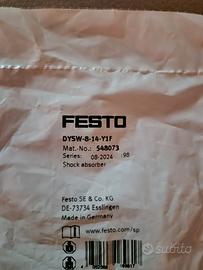 FESTO
DYSW-8-14-Y1F
Mat.-No.: 548073
Series: 08-2024 198
Shock absorber
Festo SE & Co. KG
DE-73734 Esslingen
Made in Germany
www.festo.com/sp
subito